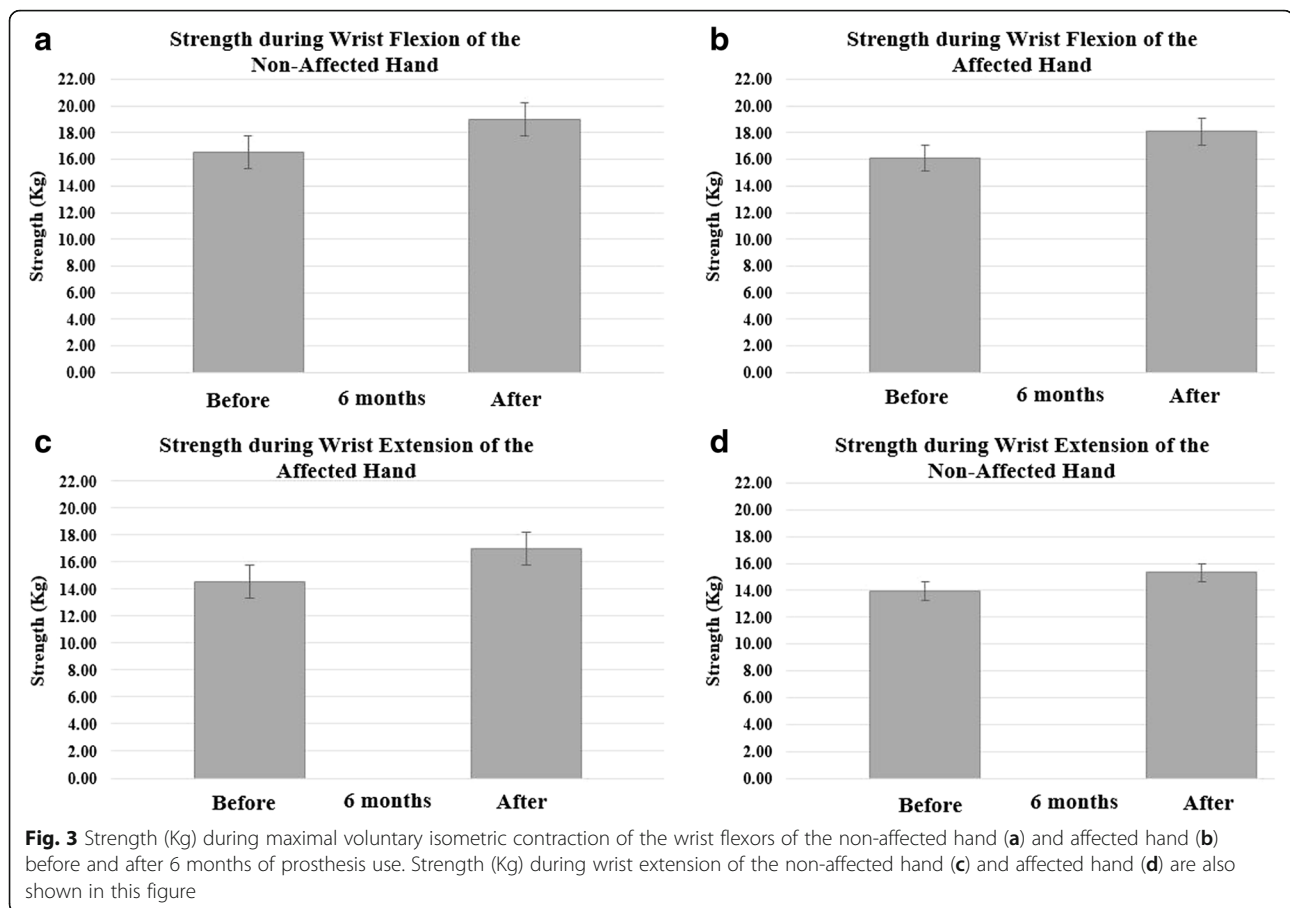 a
Strength during Wrist Flexion of the
Non-Affected Hand
22.00
20.00
18.00
16.00
14.00
12.00
10.00
8.00
6.00
4.00
2.00
0.00
Strength (Kg)
Before
6 months
After
b
Strength during Wrist Flexion of the
Affected Hand
22.00
20.00
18.00
16.00
14.00
12.00
10.00
8.00
6.00
4.00
2.00
0.00
Strength (Kg)
Before
6 months
After
c
Strength during Wrist Extension of the
Affected Hand
22.00
20.00
18.00
16.00
14.00
12.00
10.00
8.00
6.00
4.00
2.00
0.00
Strength (Kg)
Before
6 months
After
d
Strength during Wrist Extension of the
Non-Affected Hand
22.00
20.00
18.00
16.00
14.00
12.00
10.00
8.00
6.00
4.00
2.00
0.00
Strength (Kg)
Before
6 months
After
Fig. 3 Strength (Kg) during maximal voluntary isometric contraction of the wrist flexors of the non-affected hand (a) and affected hand (b)
before and after 6 months of prosthesis use. Strength (Kg) during wrist extension of the non-affected hand (c) and affected hand (d) are also
shown in this figure